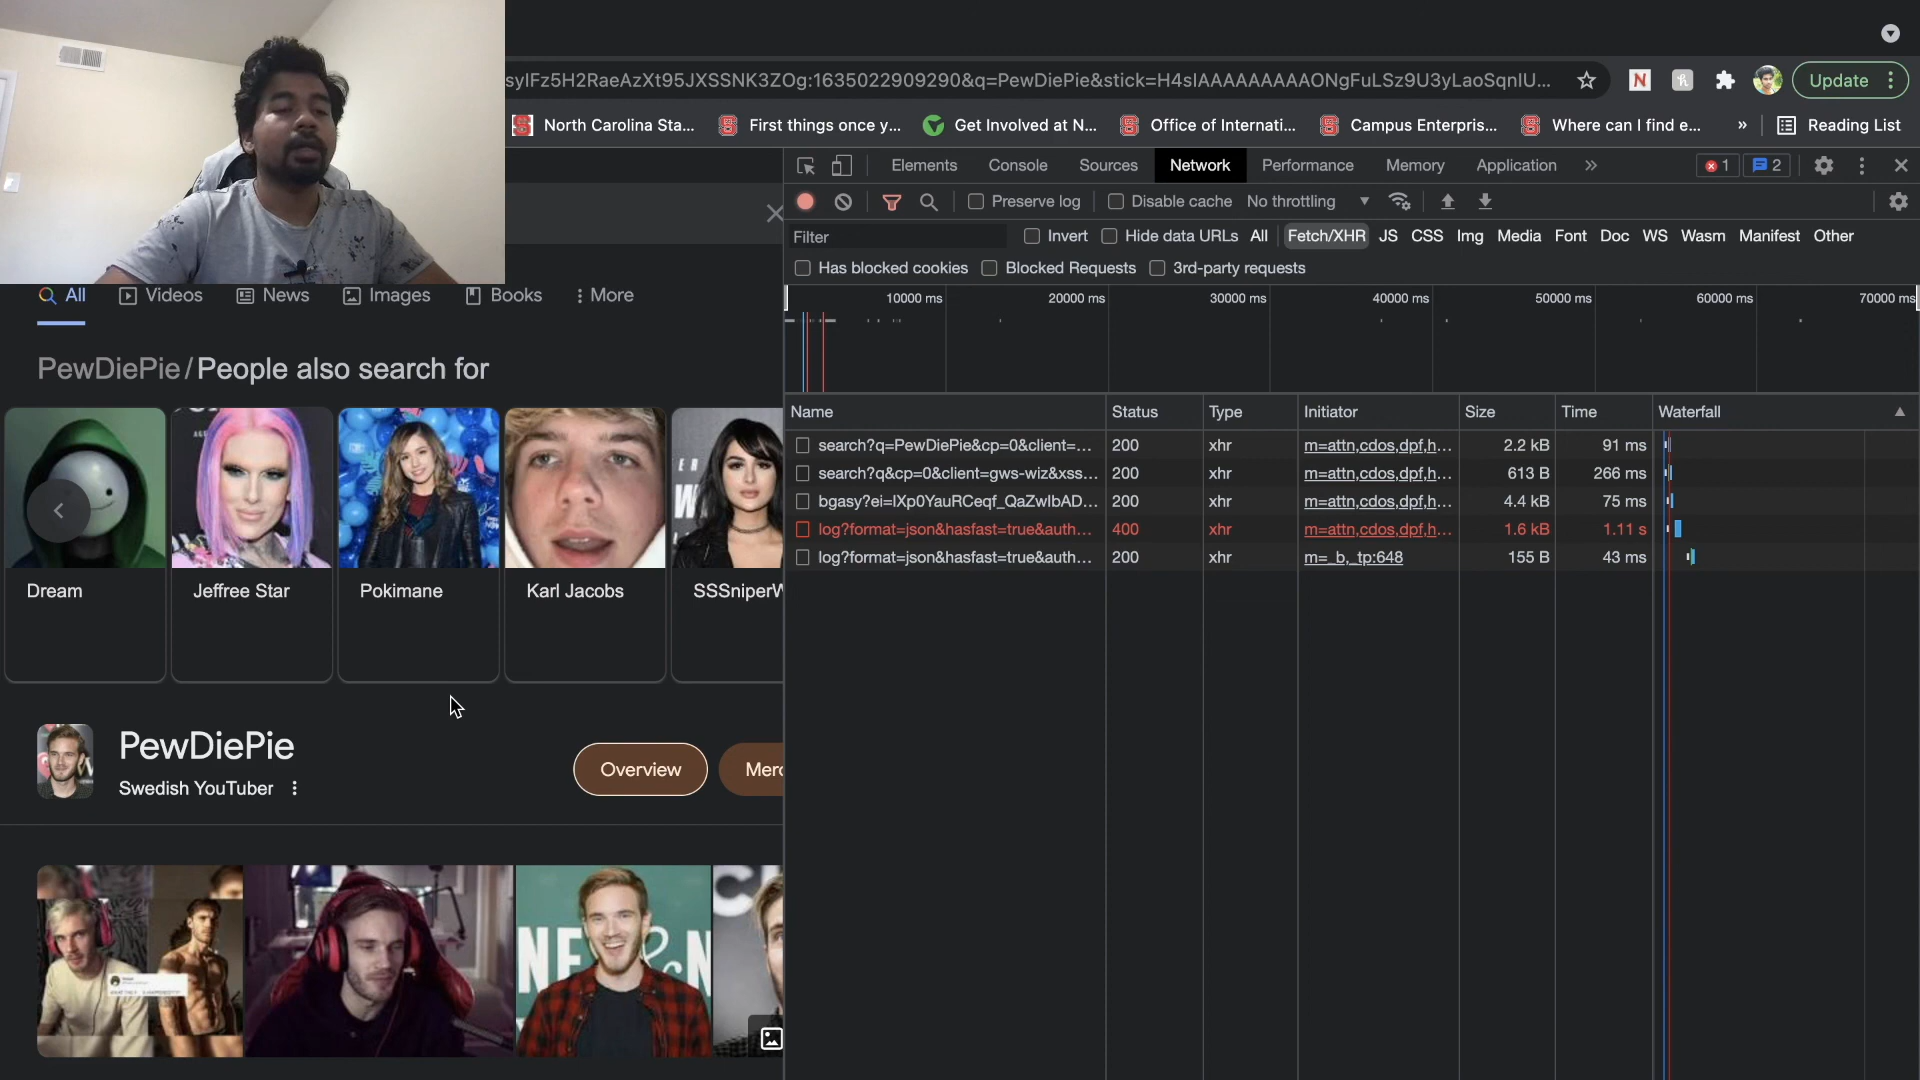 syIFz5H2RaeAzXt95JXSSNK3ZOg:1635022909290&q=PewDiePie&stick=H4sIAAAAAAAAAONgFuLSz9U3yLaoSqnIU...
N
Update
North Carolina Sta...
First things once y...
Get Involved at N...
Office of Internati...
Campus Enterpris...
Where can I find e...
»
Reading List
Elements
Console
Sources
Network
Performance
Memory
Application
»
1
2
Preserve log
Disable cache
No throttling
Filter
Invert
Hide data URLs
All
Fetch/XHR
JS
CSS
Img
Media
Font
Doc
WS
Wasm
Manifest
Other
Has blocked cookies
Blocked Requests
3rd-party requests
10000 ms
20000 ms
30000 ms
40000 ms
50000 ms
60000 ms
70000 ms
Name Status Type Initiator Size Time Waterfall
search?q=PewDiePie&cp=0&client=... 200 xhr m=attn,cdos,dpf,h... 2.2 kB 91 ms
search?q&cp=0&client=gws-wiz&xss... 200 xhr m=attn,cdos,dpf,h... 613 B 266 ms
bgasy?ei=IXp0YauRCeqf_QaZwIbAD... 200 xhr m=attn,cdos,dpf,h... 4.4 kB 75 ms
log?format=json&hasfast=true&auth... 400 xhr m=attn,cdos,dpf,h... 1.6 kB 1.11 s
log?format=json&hasfast=true&auth... 200 xhr m=_b,_tp:648 155 B 43 ms
All
Videos
News
Images
Books
More
PewDiePie/People also search for
Dream
Jeffree Star
Pokimane
Karl Jacobs
SSSniperW
PewDiePie
Swedish YouTuber
Overview
Merc